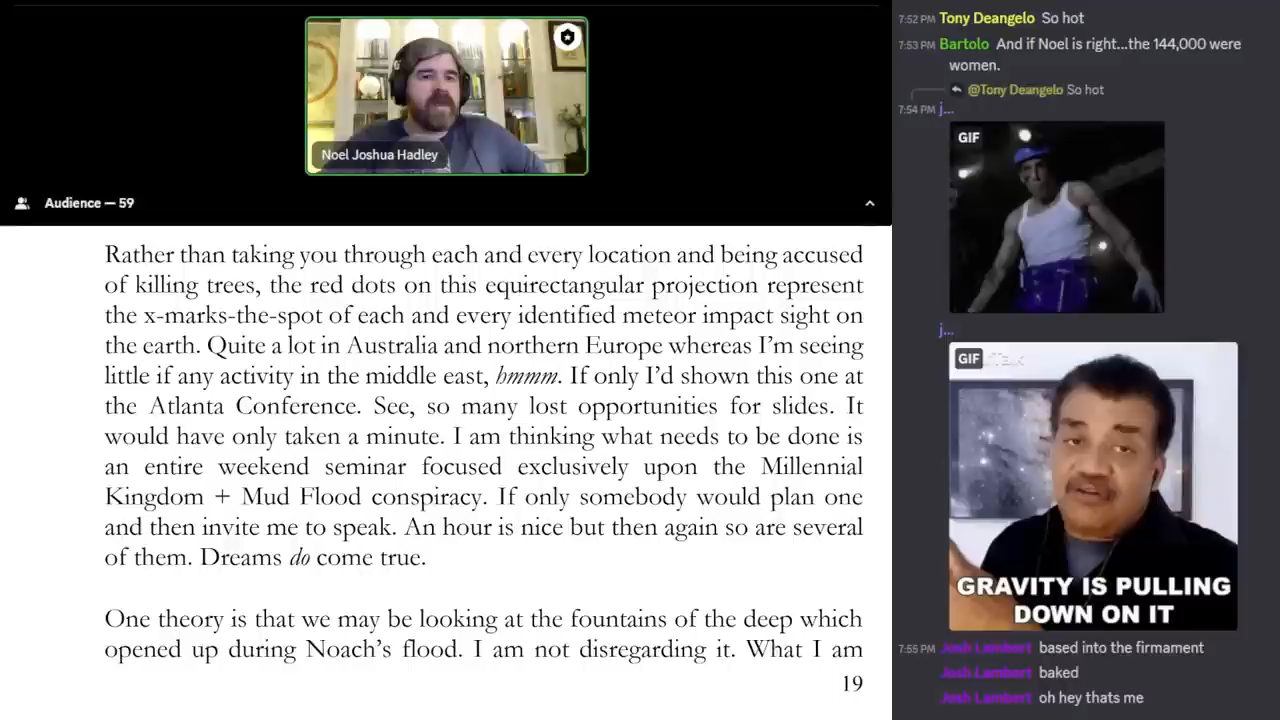 Noel Joshua Hadley
Audience — 59
Rather than taking you through each and every location and being accused
of killing trees, the red dots on this equirectangular projection represent
the x-marks-the-spot of each and every identified meteor impact sight on
the earth. Quite a lot in Australia and northern Europe whereas I’m seeing
little if any activity in the middle east, hmmm. If only I’d shown this one at
the Atlanta Conference. See, so many lost opportunities for slides. It
would have only taken a minute. I am thinking what needs to be done is
an entire weekend seminar focused exclusively upon the Millennial
Kingdom + Mud Flood conspiracy. If only somebody would plan one
and then invite me to speak. An hour is nice but then again so are several
of them. Dreams do come true.
One theory is that we may be looking at the fountains of the deep which
opened up during Noach’s flood. I am not disregarding it. What I am
19
7:52 PM Tony Deangelo So hot
7:53 PM Bartolo And if Noel is right...the 144,000 were
women.
@Tony Deangelo So hot
7:54 PM j...
GIF
j...
GIF
GRAVITY IS PULLING
DOWN ON IT
7:55 PM Josh Lambert based into the firmament
Josh Lambert baked
Josh Lambert oh hey thats me